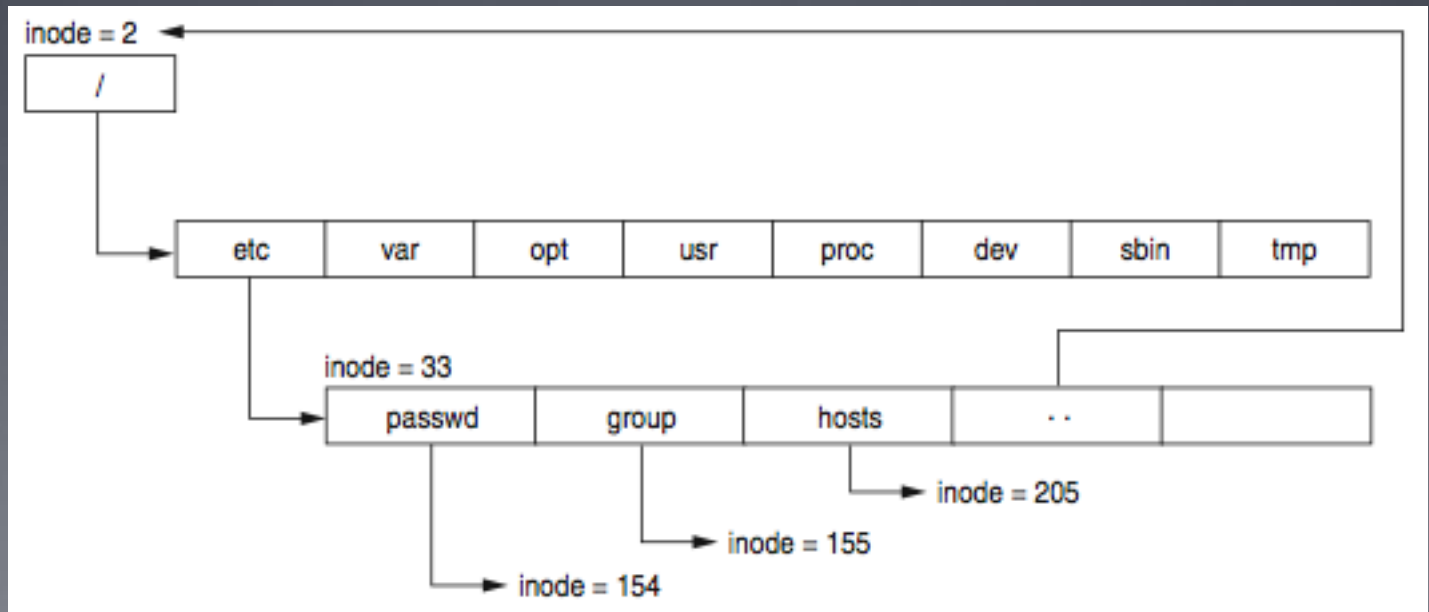 inode = 2
/
etc var opt usr proc dev sbin tmp
inode = 33
passwd group hosts - -
inode = 205
inode = 155
inode = 154